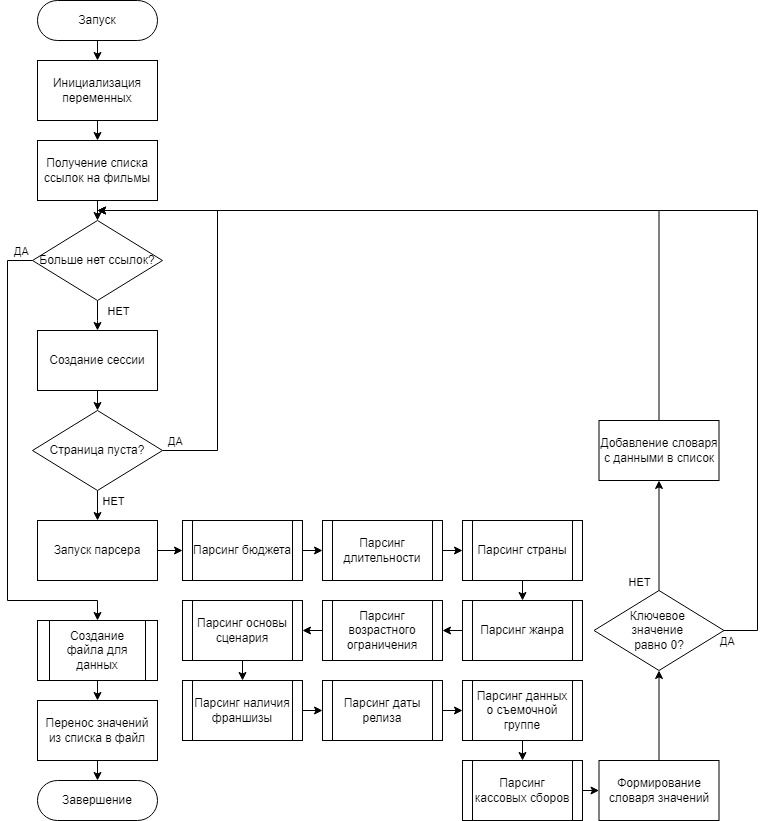 Запуск
Инициализация
переменных
Получение списка
ссылок на фильмы
ДА
Больше нет ссылок?
НЕТ
Создание сессии
Страница пуста?
ДА
НЕТ
Запуск парсера
Парсинг бюджета
Парсинг
длительности
Парсинг страны
Парсинг жанра
Парсинг
возрастного
ограничения
Парсинг основы
сценария
Парсинг наличия
франшизы
Парсинг даты
релиза
Парсинг данных
о съемочной
группе
Парсинг
кассовых сборов
Формирование
словаря значений
Ключевое
значение
равно 0?
ДА
НЕТ
Добавление словаря
с данными в список
Создание
файла для
данных
Перенос значений
из списка в файл
Завершение